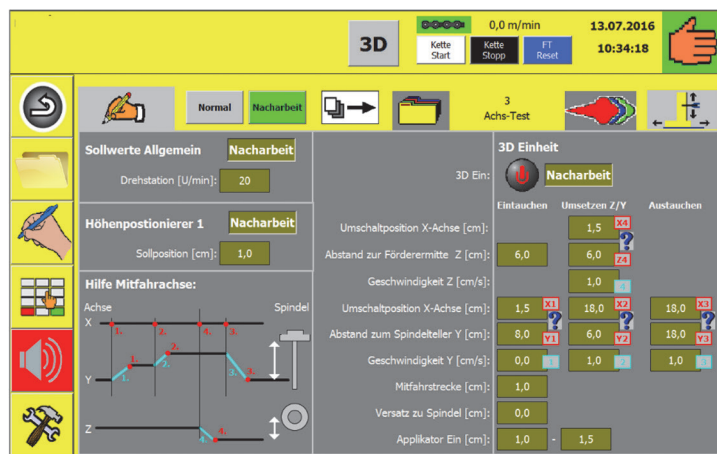 0,0 m/min
13.07.2016
3D
Kette Start
Kette Stopp
FT Reset
10:34:18
Normal
Nacharbeit
3
Achs-Test
Sollwerte Allgemein
Nacharbeit
Drehstation [U/min]:
20
Höhenpostionierer 1
Nacharbeit
Sollposition [cm]:
1,0
Hilfe Mitfahrachse:
Achse
Spindel
X
1.
2.
4.
3.
Y
1.
1.
2.
2.
3.
3.
Z
4.
4.
3D Einheit
3D Ein:
Nacharbeit
Eintauchen
Umsetzen Z/Y
Austauchen
Umschaltposition X-Achse [cm]:
1,5
X4
?
Abstand zur Förderermitte Z [cm]:
6,0
6,0
Z4
Geschwindigkeit Z [cm/s]:
1,0
4
Umschaltposition X-Achse [cm]:
1,5
X1
?
18,0
X2
?
18,0
X3
?
Abstand zum Spindelteller Y [cm]:
8,0
Y1
6,0
Y2
18,0
Y3
Geschwindigkeit Y [cm/s]:
0,0
1
1,0
2
1,0
3
Mitfahrstrecke [cm]:
1,0
Versatz zu Spindel [cm]:
0,0
Applikator Ein [cm]:
1,0 - 1,5